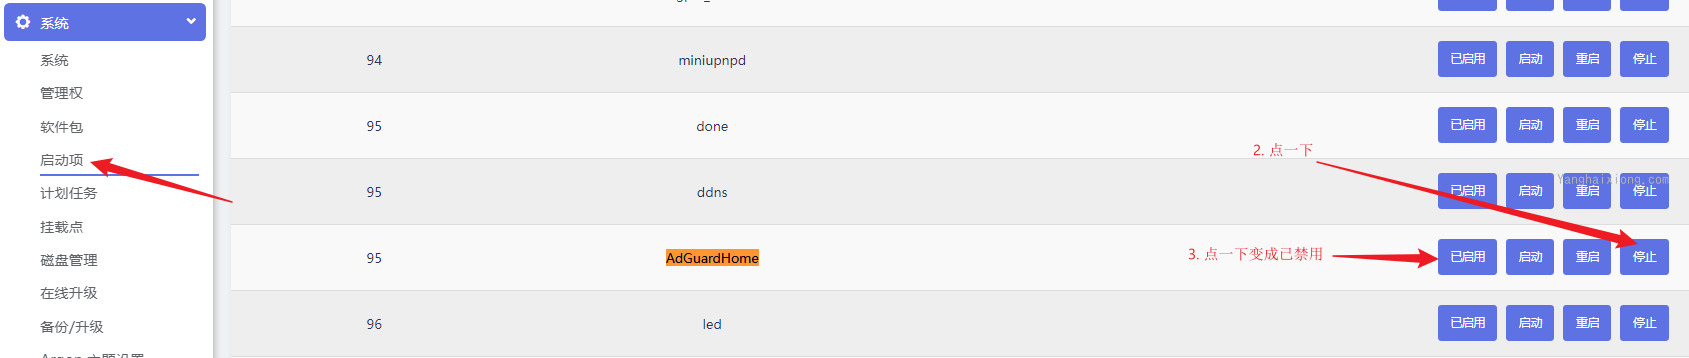 系统
系统
管理权
软件包
启动项
计划任务
挂载点
磁盘管理
在线升级
备份/升级
94 miniupnpd 已启用 启动 重启 停止
95 done 已启用 启动 重启 停止
2. 点一下
Yanghaixiong.com
95 ddns 已启用 启动 重启 停止
3. 点一下变成已禁用
95 AdGuardHome 已启用 启动 重启 停止
96 led 已启用 启动 重启 停止